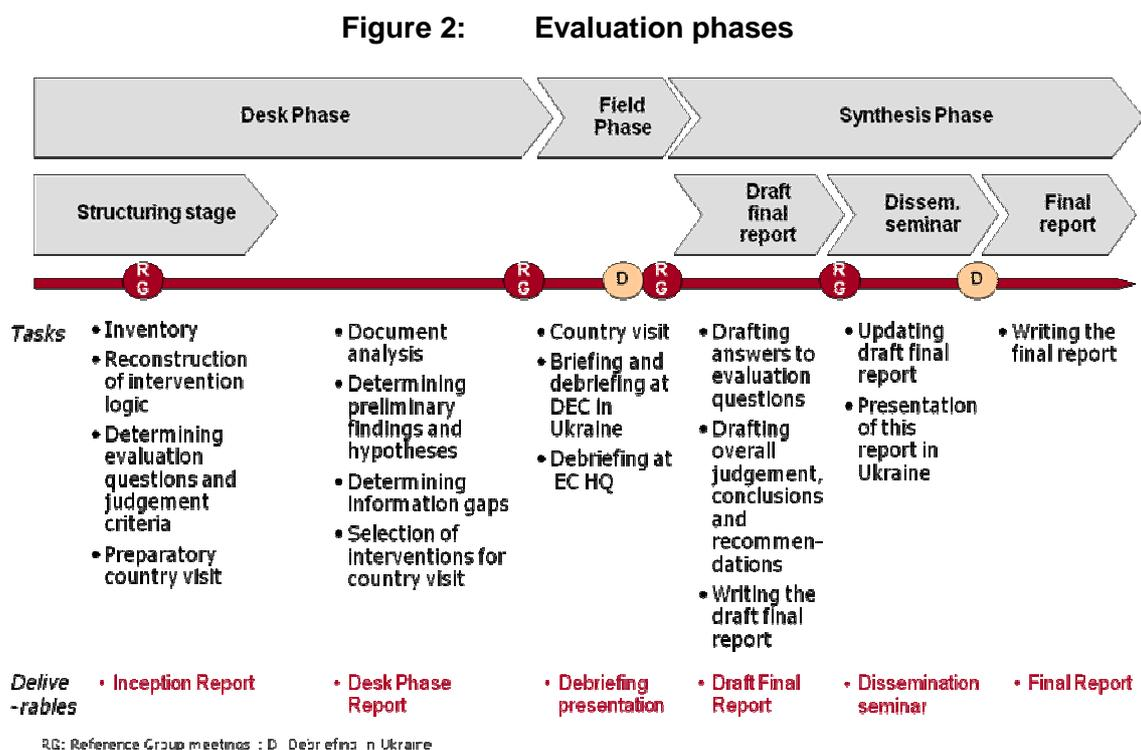 Figure 2: Evaluation phases
Desk Phase
Field
Phase
Synthesis Phase
Structuring stage
Draft
final
report
Dissem.
seminar
Final
report
R
G
R
G
D
R
G
R
G
D
Tasks
• Inventory
• Reconstruction
of intervention
logic
• Determining
evaluation
questions and
judgement
criteria
• Preparatory
country visit
• Document
analysis
• Determining
preliminary
findings and
hypotheses
• Determining
information gaps
• Selection of
interventions for
country visit
• Country visit
• Briefing and
debriefing at
DEC in
Ukraine
• Debriefing at
EC HQ
• Drafting
answers to
evaluation
questions
• Drafting
overall
judgement,
conclusions
and
recommen-
dations
• Writing the
draft final
report
• Updating
draft final
report
• Presentation
of this
report in
Ukraine
• Writing the
final report
Delive
-rables
• Inception Report
• Desk Phase
Report
• Debriefing
presentation
• Draft Final
Report
• Dissemination
seminar
• Final Report
RG: Reference Group meetings ; D Debriefing in Ukraine